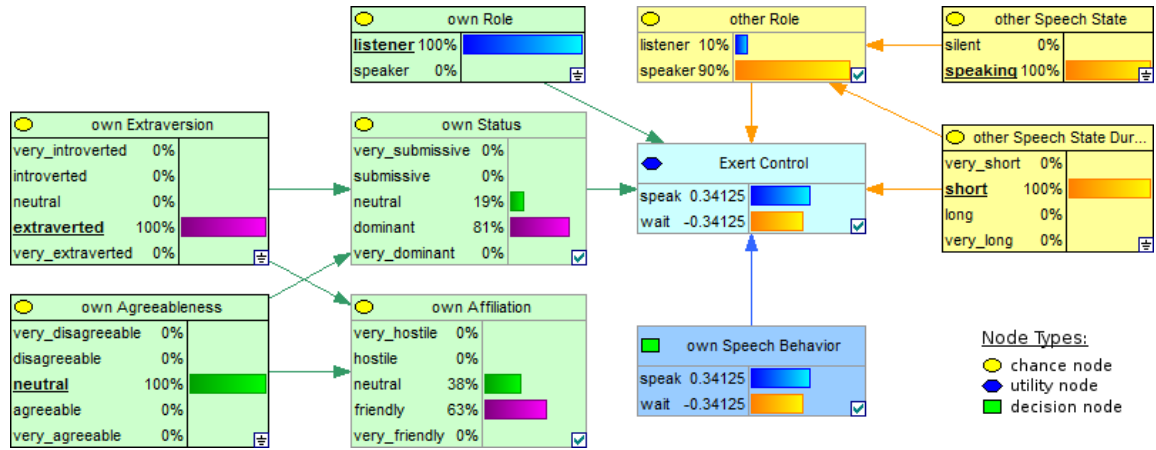 own Role
listener 100%
speaker 0%
other Role
listener 10%
speaker 90%
other Speech State
silent 0%
speaking 100%
own Extraversion
very_introverted 0%
introverted 0%
neutral 0%
extraverted 100%
very_extraverted 0%
own Status
very_submissive 0%
submissive 0%
neutral 19%
dominant 81%
very_dominant 0%
Exert Control
speak 0.34125
wait -0.34125
other Speech State Dur...
very_short 0%
short 100%
long 0%
very_long 0%
own Agreeableness
very_disagreeable 0%
disagreeable 0%
neutral 100%
agreeable 0%
very_agreeable 0%
own Affiliation
very_hostile 0%
hostile 0%
neutral 38%
friendly 63%
very_friendly 0%
own Speech Behavior
speak 0.34125
wait -0.34125
Node Types:
chance node
utility node
decision node